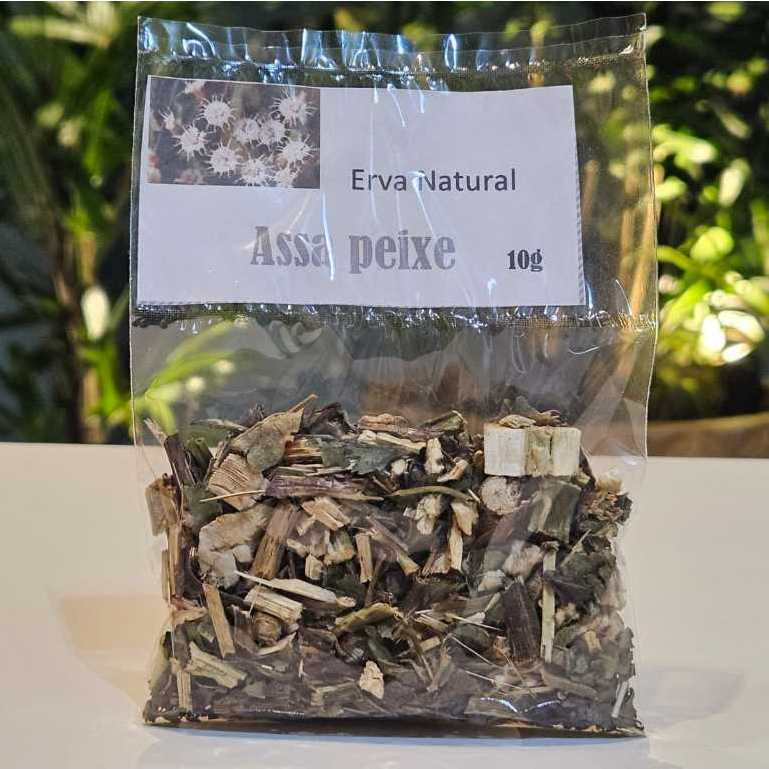 Erva Natural
Assa peixe 10g